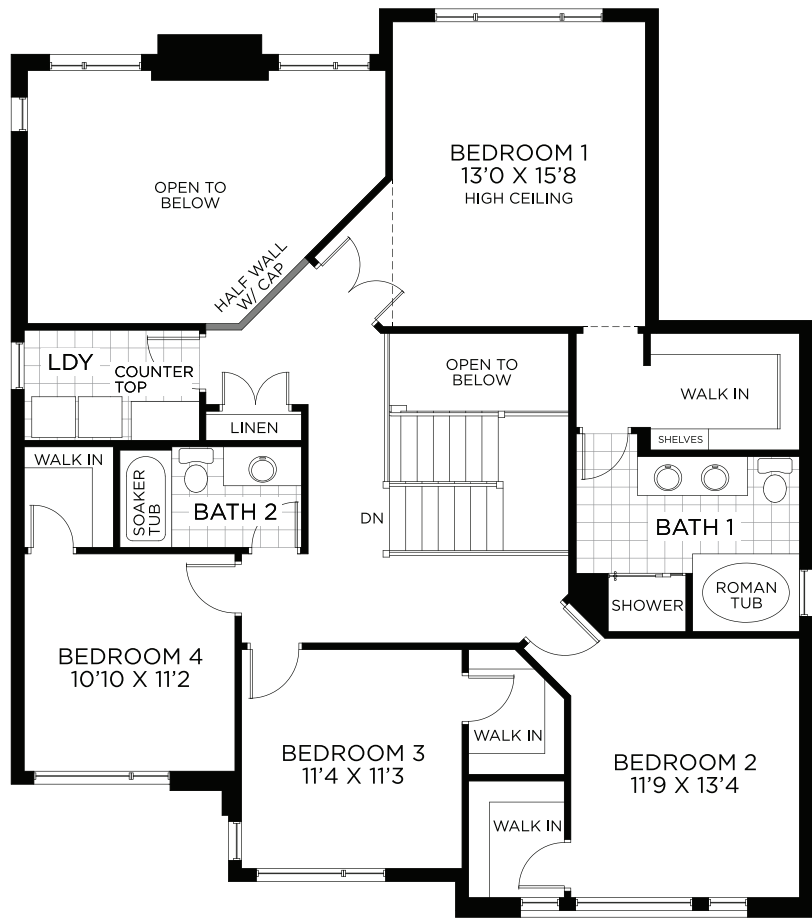 BEDROOM 1
13'0 X 15'8
HIGH CEILING
OPEN TO
BELOW
HALF WALL
W/ CAP
LDY
COUNTER
TOP
OPEN TO
BELOW
WALK IN
LINEN
SHELVES
WALK IN
SOAKER
TUB
BATH 2
DN
BATH 1
SHOWER
ROMAN
TUB
BEDROOM 4
10'10 X 11'2
BEDROOM 3
11'4 X 11'3
WALK IN
BEDROOM 2
11'9 X 13'4
WALK IN